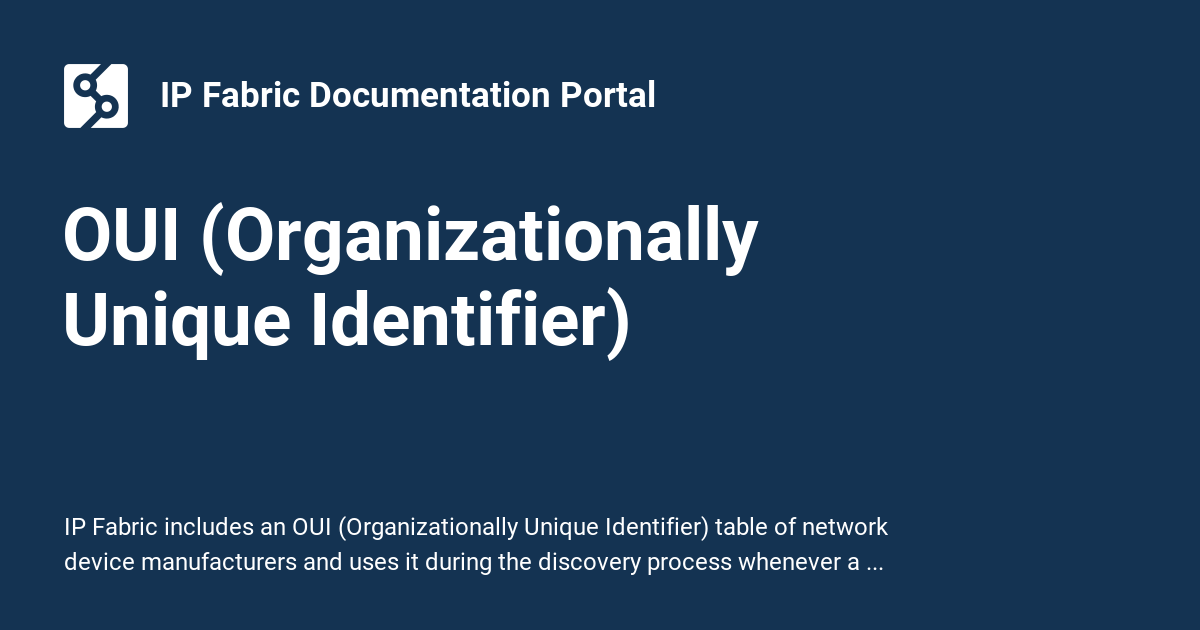 IP Fabric Documentation Portal
OUI (Organizationally
Unique Identifier)
IP Fabric includes an OUI (Organizationally Unique Identifier) table of network
device manufacturers and uses it during the discovery process whenever a ...